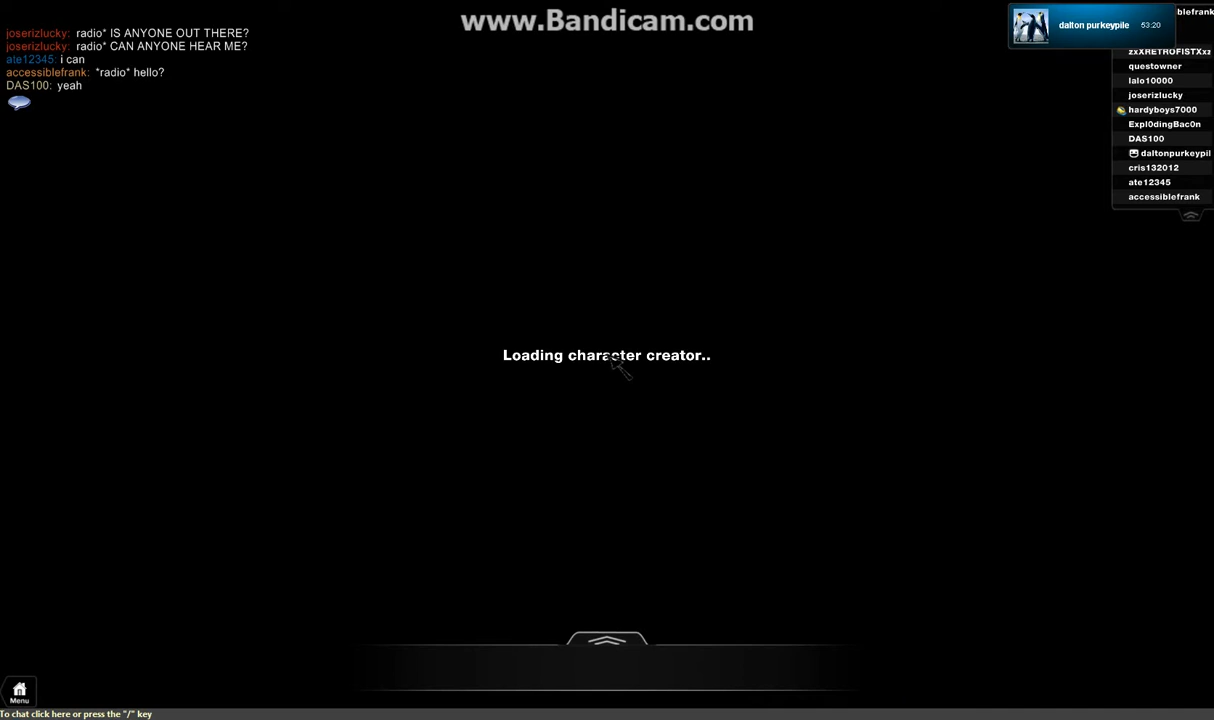 www.Bandicam.com
joserizlucky: radio* IS ANYONE OUT THERE?
joserizlucky: radio* CAN ANYONE HEAR ME?
ate12345: i can
accessiblefrank: *radio* hello?
DAS100: yeah
dalton purkeypile 53:20
blefrank
zxXRETROFISTXxz
questowner
lalo10000
joserizlucky
hardyboys7000
Expl0dingBac0n
DAS100
daltonpurkeypil
cris132012
ate12345
accessiblefrank
Loading character creator..
Menu
To chat click here or press the "/" key